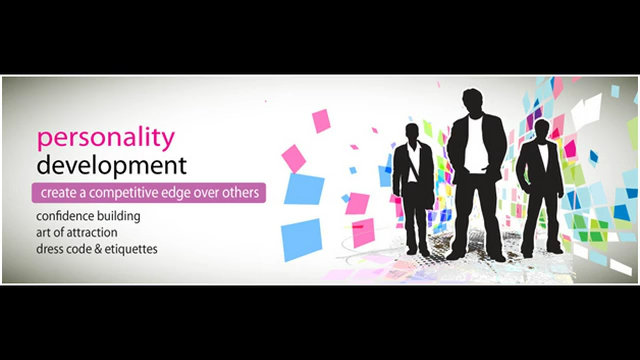 personality
development
create a competitive edge over others
confidence building
art of attraction
dress code & etiquettes